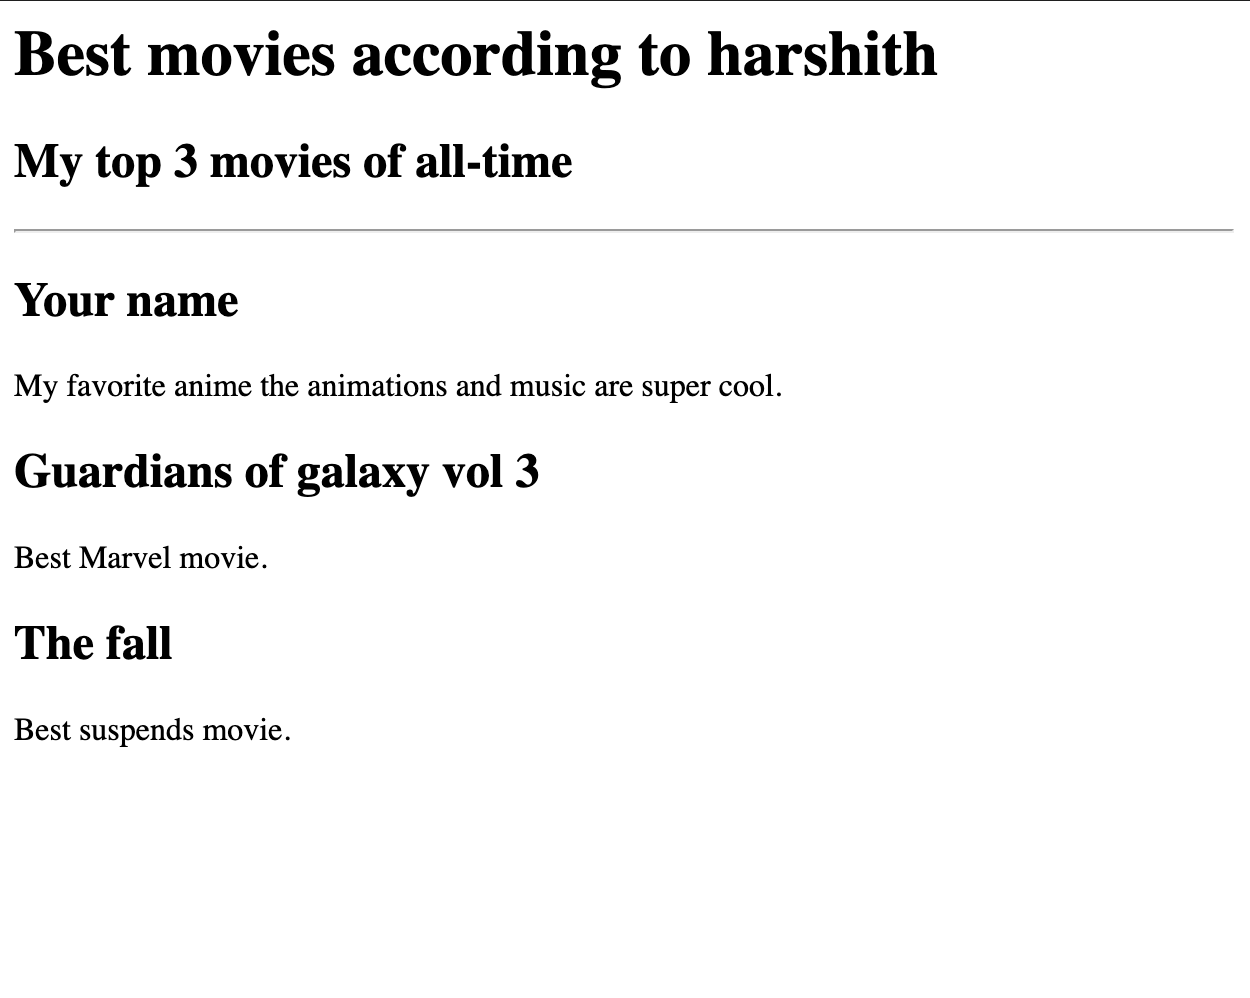 Best movies according to harshith
My top 3 movies of all-time
Your name
My favorite anime the animations and music are super cool.
Guardians of galaxy vol 3
Best Marvel movie.
The fall
Best suspends movie.